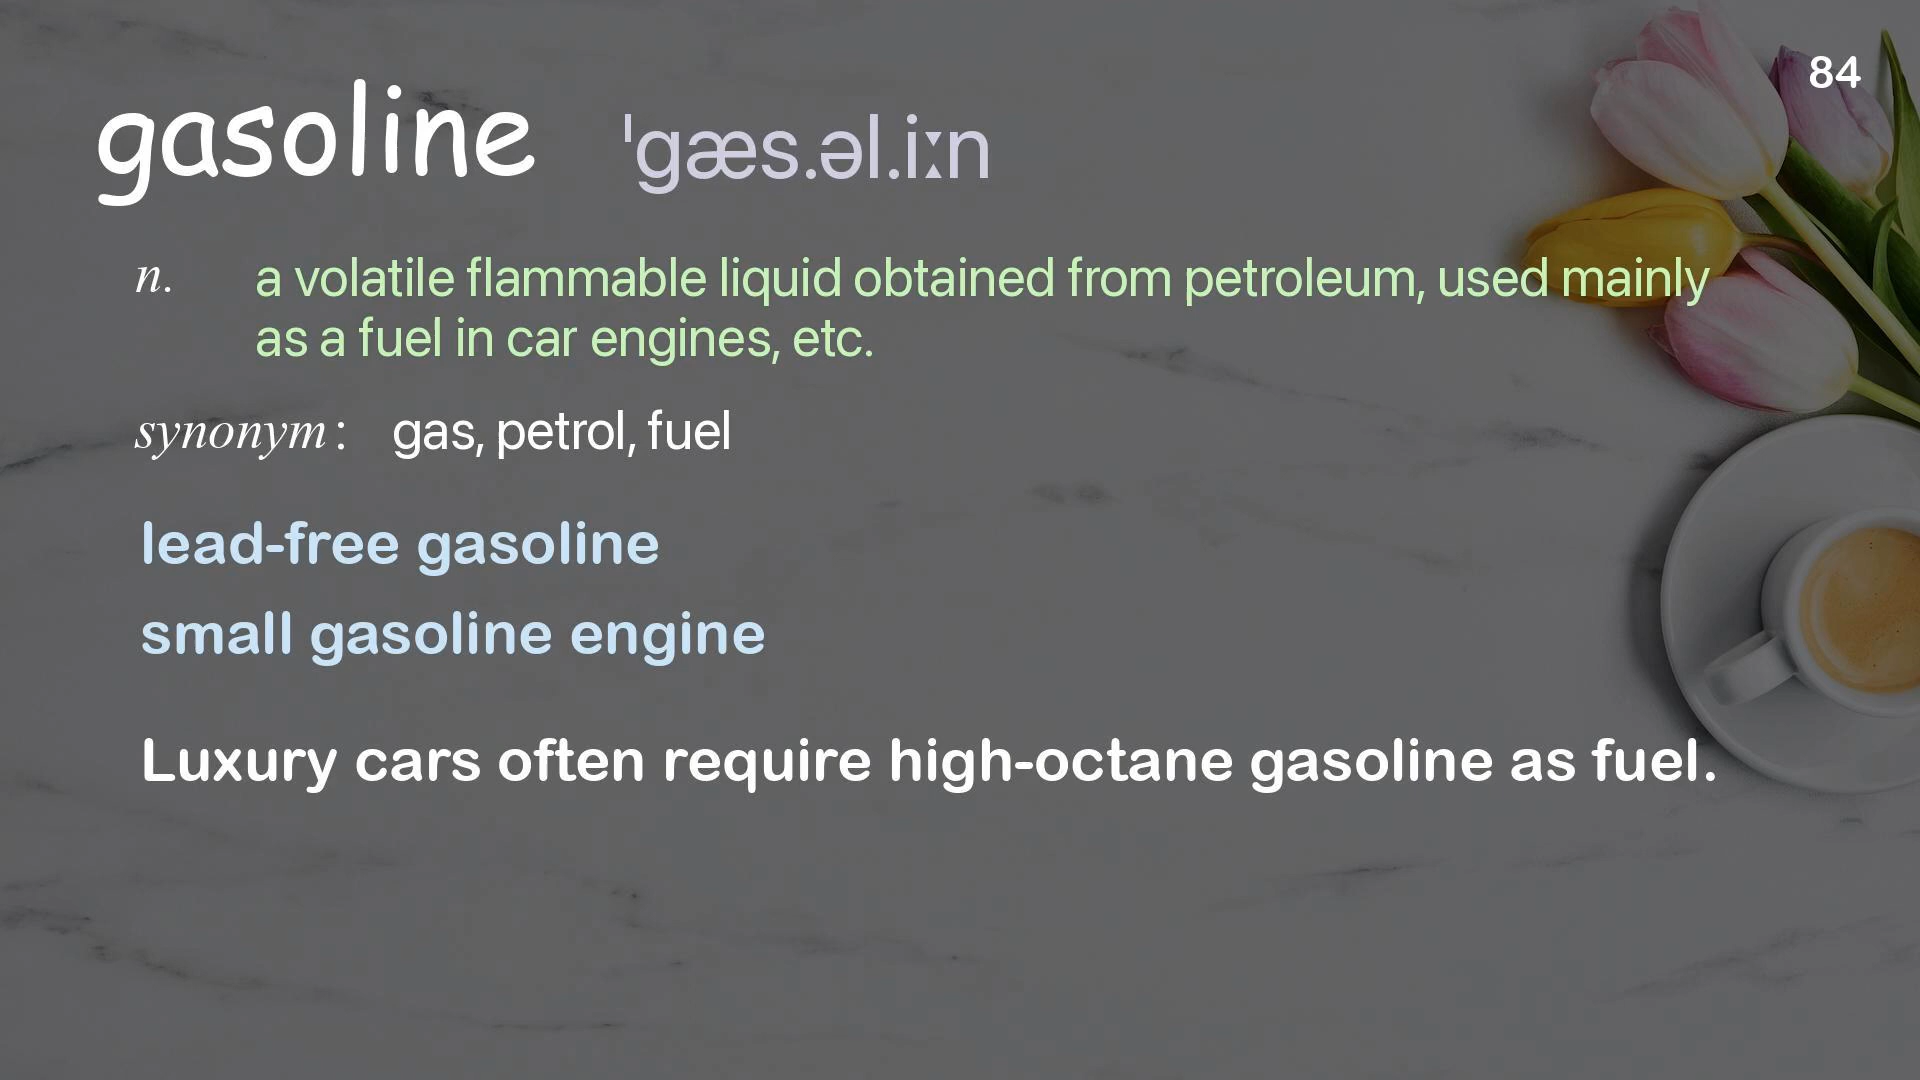 84
gasoline ˈɡæs.əl.iːn
n. a volatile flammable liquid obtained from petroleum, used mainly
as a fuel in car engines, etc.
synonym: gas, petrol, fuel
lead-free gasoline
small gasoline engine
Luxury cars often require high-octane gasoline as fuel.